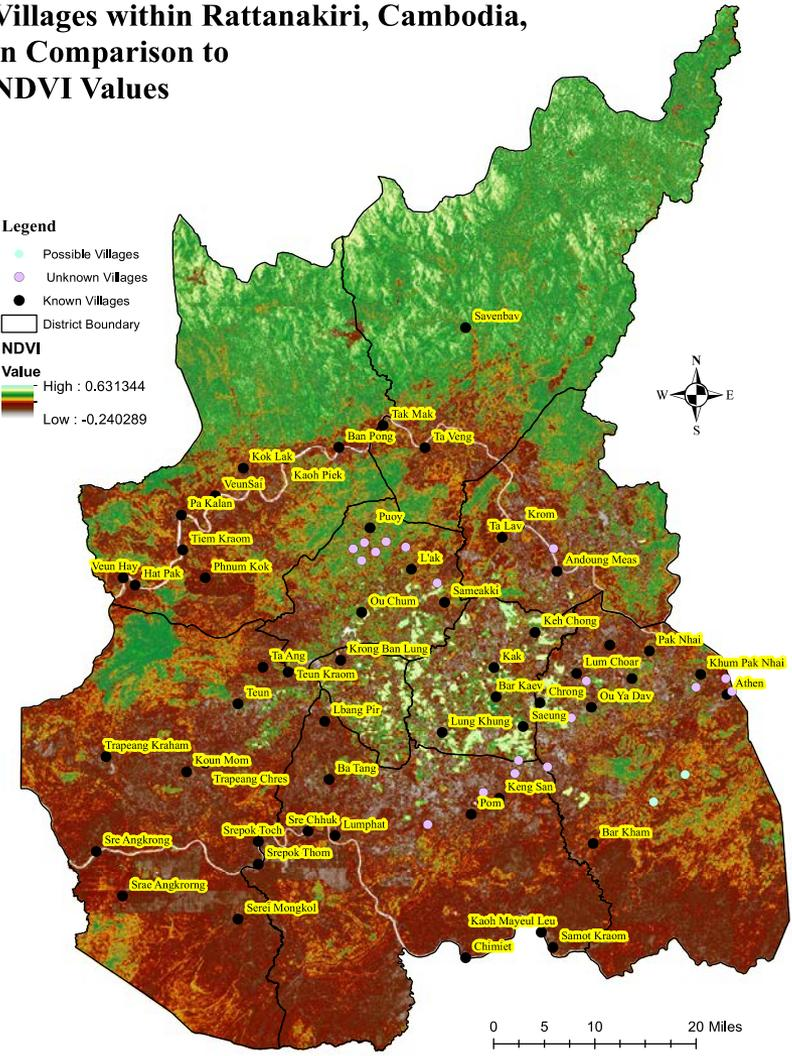 Villages within Rattanakiri, Cambodia,
n Comparison to
NDVI Values
Legend
Possible Villages
Unknown Villages
Known Villages
District Boundary
NDVI
Value
High : 0.631344
Low : -0.240289
N
W E
S
Savenbav
Tak Mak
Ban Pong
Ta Veng
Kok Lak
Kaoh Piek
VeunSai
Pa Kalan
Puoy
Krom
Ta Lav
Tiem Kraom
L'ak
Andoung Meas
Veun Hay
Hat Pak
Phnum Kok
Sameakki
Ou Chum
Keh Chong
Pak Nhai
Krong Ban Lung
Ta Ang
Kak
Lum Choar
Khum Pak Nhai
Teun Kraom
Athen
Bar Kaev
Chrong
Ou Ya Dav
Teun
Lbang Pir
Saeung
Lung Khung
Trapeang Kraham
Koun Mom
Trapeang Chres
Ba Tang
Keng San
Pom
Sre Chhuk
Lumphat
Srepok Toch
Bar Kham
Sre Angkrong
Srepok Thom
Srae Angkrorng
Serei Mongkol
Kaoh Mayeul Leu
Samot Kraom
Chimiet
0 5 10 20 Miles